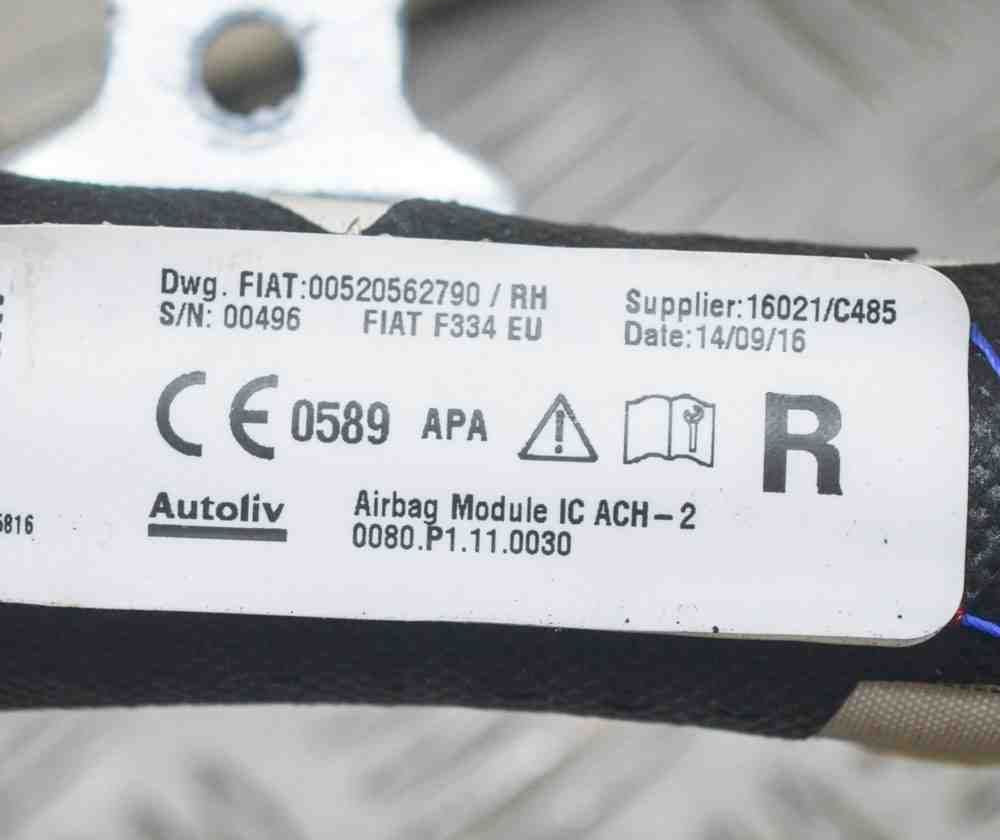 Dwg. FIAT:00520562790 / RH
S/N: 00496 FIAT F334 EU
Supplier:16021/C485
Date:14/09/16
CE 0589 APA
R
Autoliv
Airbag Module IC ACH-2
0080.P1.11.0030
5816